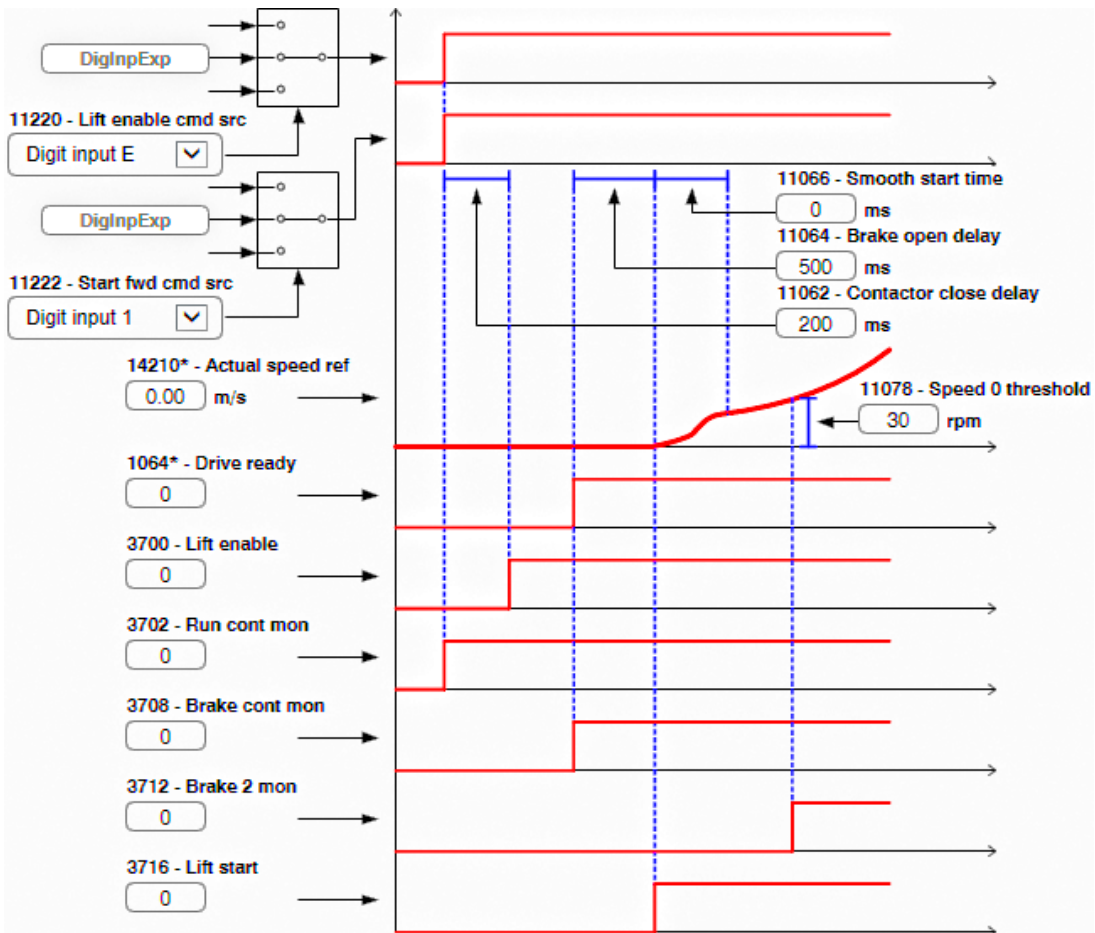 DigInpExp
11220 - Lift enable cmd src
Digit input E
DigInpExp
11222 - Start fwd cmd src
Digit input 1
11066 - Smooth start time
0 ms
11064 - Brake open delay
500 ms
11062 - Contactor close delay
200 ms
14210* - Actual speed ref
0.00 m/s
11078 - Speed 0 threshold
30 rpm
1064* - Drive ready
0
3700 - Lift enable
0
3702 - Run cont mon
0
3708 - Brake cont mon
0
3712 - Brake 2 mon
0
3716 - Lift start
0